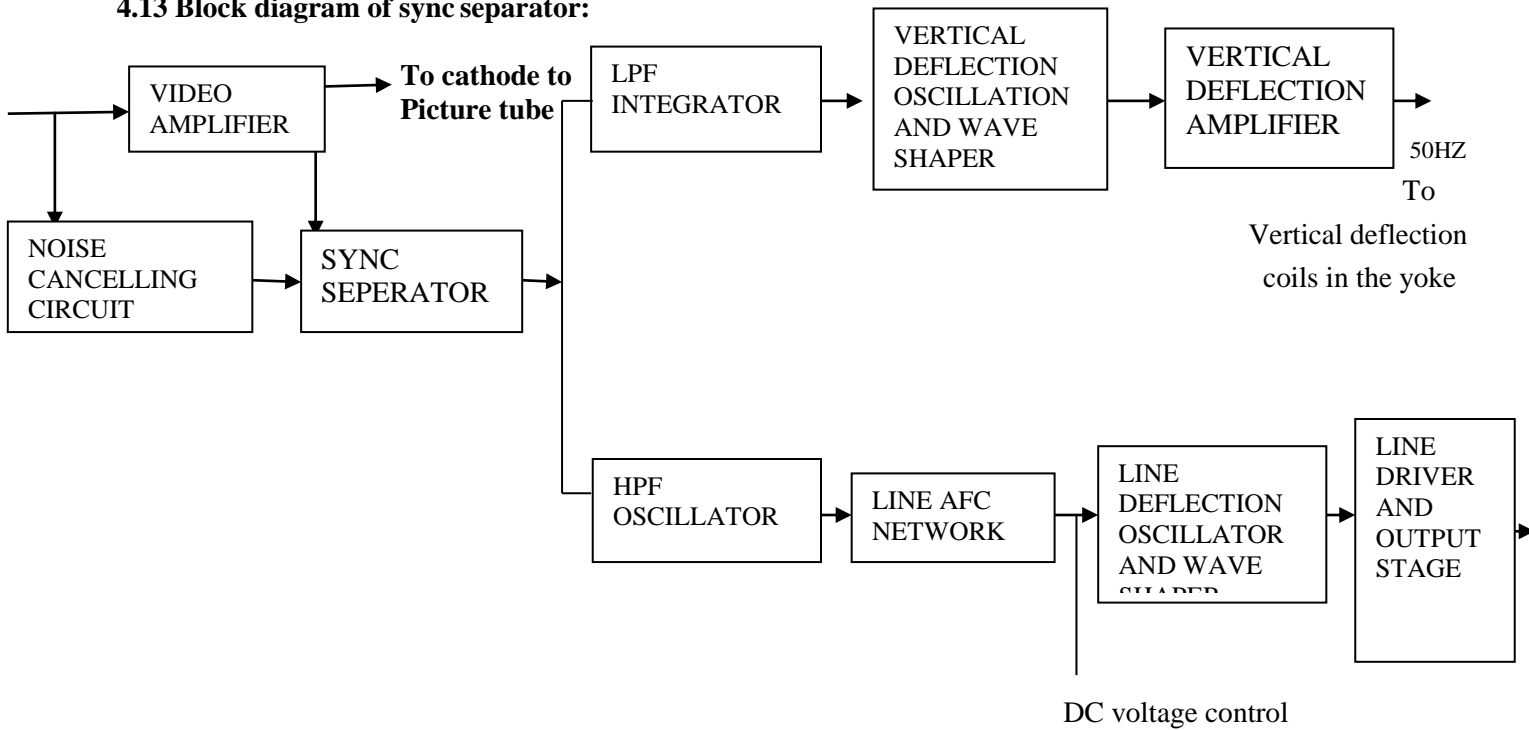 4.13 Block diagram of sync separator:
VIDEO
AMPLIFIER
To cathode to
Picture tube
LPF
INTEGRATOR
VERTICAL
DEFLECTION
OSCILLATION
AND WAVE
SHAPER
VERTICAL
DEFLECTION
AMPLIFIER
50HZ
To
Vertical deflection
coils in the yoke
NOISE
CANCELLING
CIRCUIT
SYNC
SEPERATOR
HPF
OSCILLATOR
LINE AFC
NETWORK
LINE
DEFLECTION
OSCILLATOR
AND WAVE
SHAPER
LINE
DRIVER
AND
OUTPUT
STAGE
DC voltage control